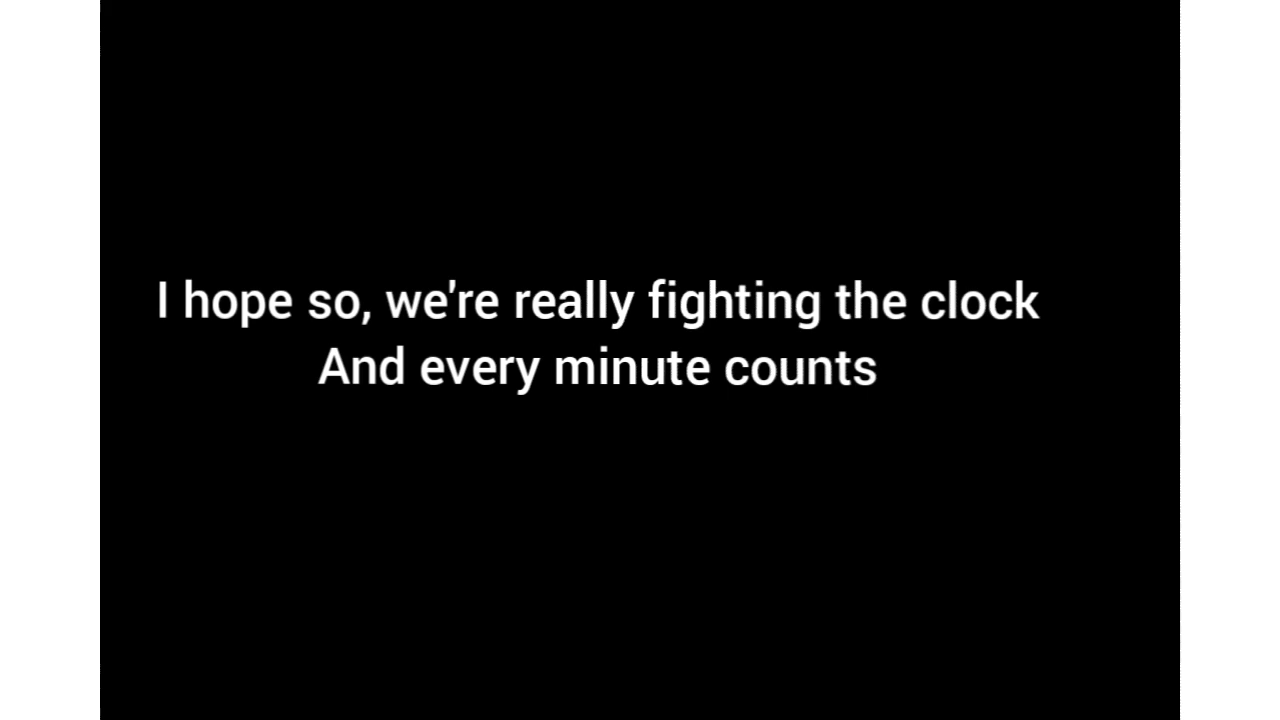 I hope so, we're really fighting the clock
And every minute counts